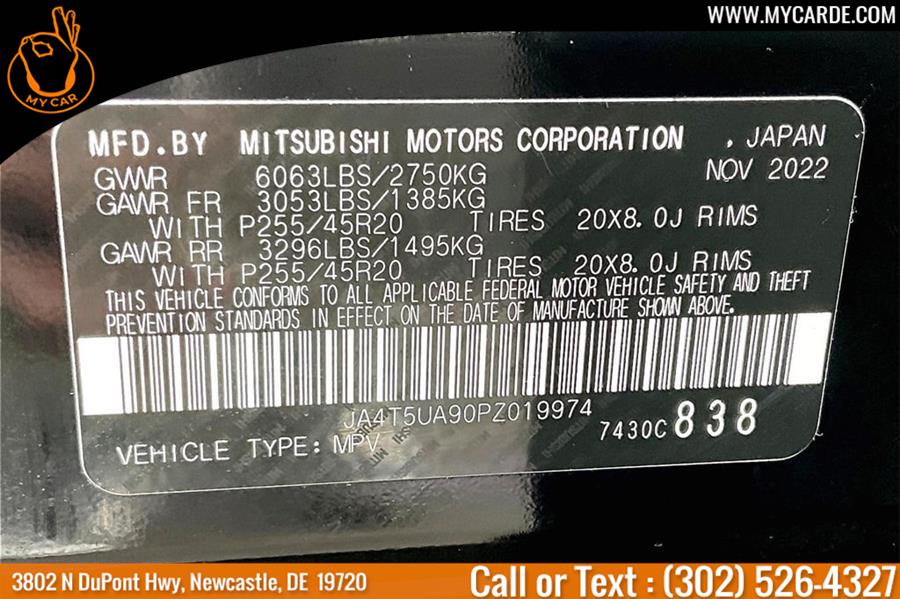 WWW.MYCARDE.COM
MY CAR
MFD.BY MITSUBISHI MOTORS CORPORATION , JAPAN
GVWR 6063LBS/2750KG NOV 2022
GAWR FR 3053LBS/1385KG
WITH P255/45R20 TIRES 20X8.0J RIMS
GAWR RR 3296LBS/1495KG
WITH P255/45R20 TIRES 20X8.0J RIMS
THIS VEHICLE CONFORMS TO ALL APPLICABLE FEDERAL MOTOR VEHICLE SAFETY AND THEFT
PREVENTION STANDARDS IN EFFECT ON THE DATE OF MANUFACTURE SHOWN ABOVE.
JA4T5UA90PZ019974
7430C 838
VEHICLE TYPE: MPV
3802 N DuPont Hwy, Newcastle, DE 19720
Call or Text : (302) 526-4327